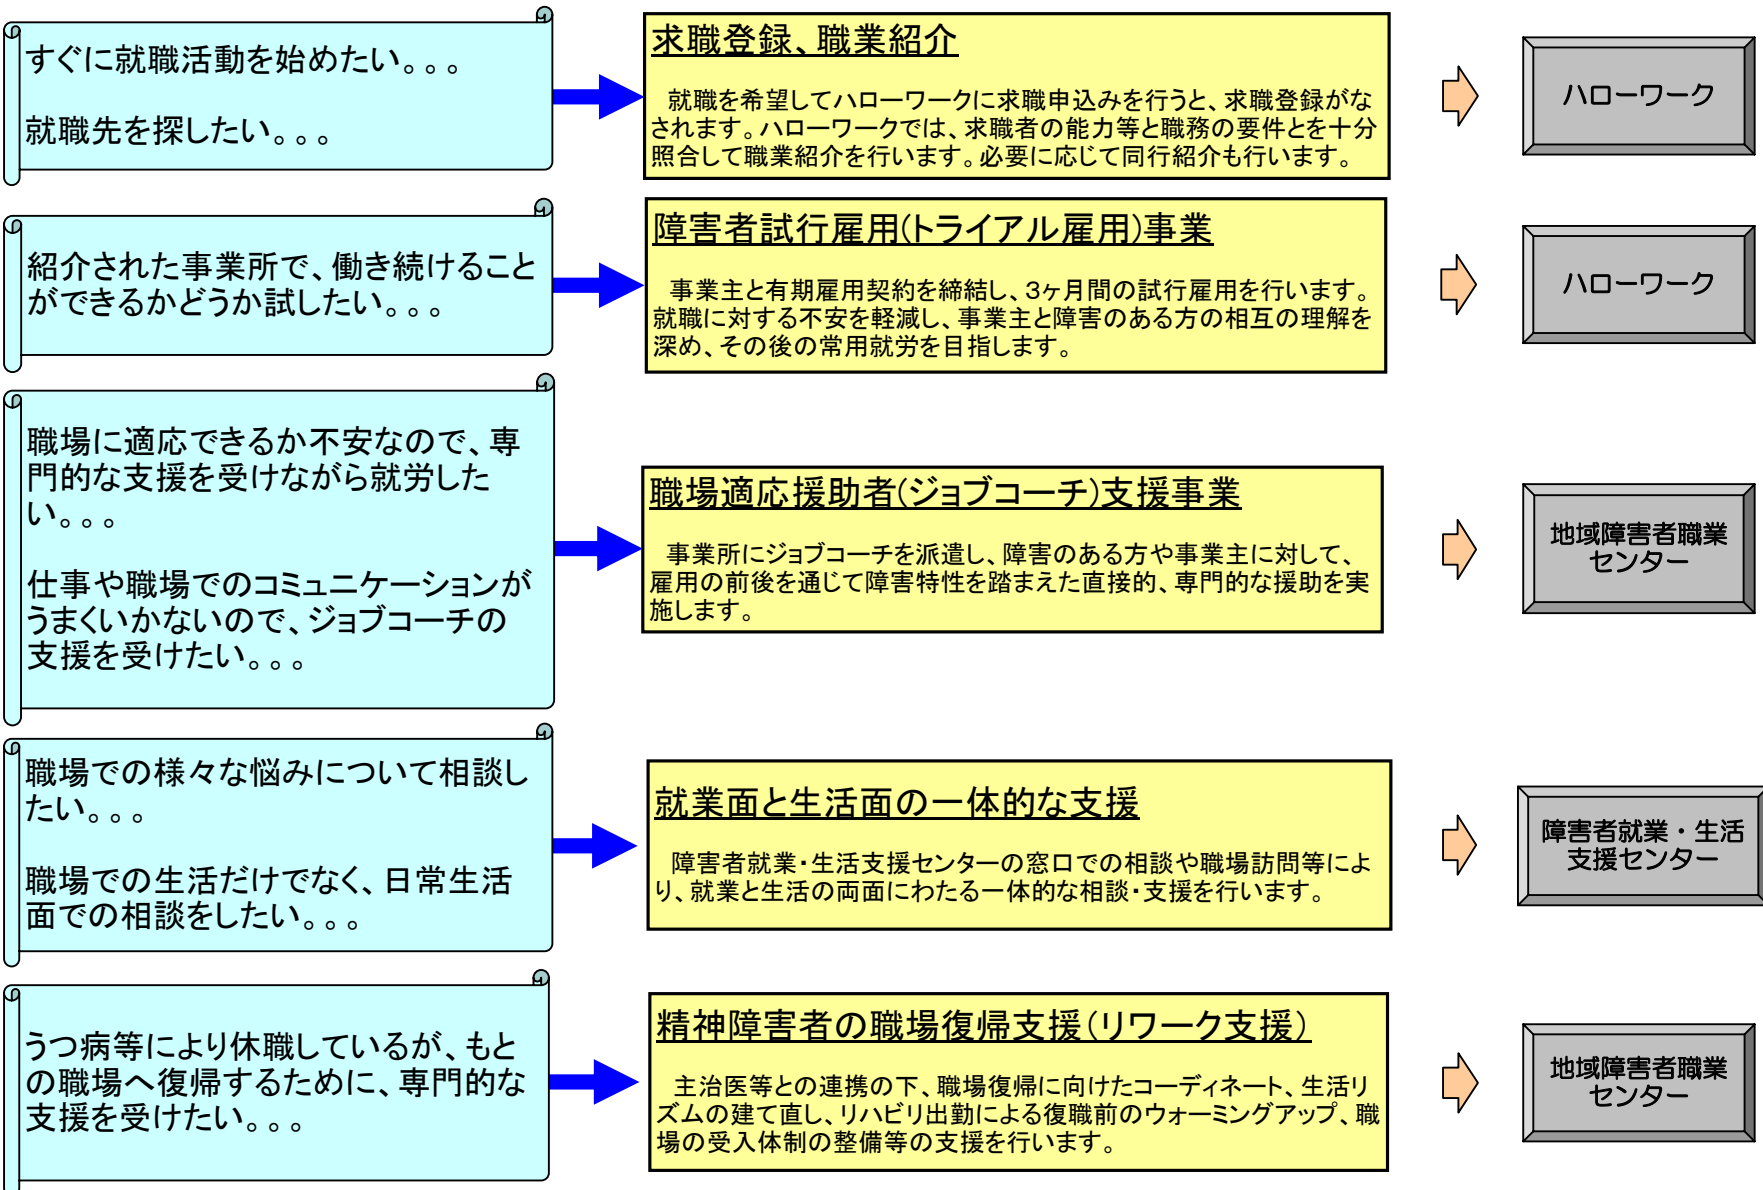 すぐに就職活動を始めたい。。。
就職先を探したい。。。
求職登録、職業紹介
就職を希望してハローワークに求職申込みを行うと、求職登録がな
されます。ハローワークでは、求職者の能力等と職務の要件とを十分
照合して職業紹介を行います。必要に応じて同行紹介も行います。
ハローワーク
紹介された事業所で、働き続けること
ができるかどうか試したい。。。
障害者試行雇用(トライアル雇用)事業
事業主と有期雇用契約を締結し、3ヶ月間の試行雇用を行います。
就職に対する不安を軽減し、事業主と障害のある方の相互の理解を
深め、その後の常用就労を目指します。
ハローワーク
職場に適応できるか不安なので、専
門的な支援を受けながら就労した
い。。。
仕事や職場でのコミュニケーションが
うまくいかないので、ジョブコーチの
支援を受けたい。。。
職場適応援助者(ジョブコーチ)支援事業
事業所にジョブコーチを派遣し、障害のある方や事業主に対して、
雇用の前後を通じて障害特性を踏まえた直接的、専門的な援助を実
施します。
地域障害者職業
センター
職場での様々な悩みについて相談し
たい。。。
職場での生活だけでなく、日常生活
面での相談をしたい。。。
就業面と生活面の一体的な支援
障害者就業・生活支援センターの窓口での相談や職場訪問等によ
り、就業と生活の両面にわたる一体的な相談・支援を行います。
障害者就業・生活
支援センター
うつ病等により休職しているが、もと
の職場へ復帰するために、専門的な
支援を受けたい。。。
精神障害者の職場復帰支援(リワーク支援)
主治医等との連携の下、職場復帰に向けたコーディネート、生活リ
ズムの建て直し、リハビリ出勤による復職前のウォーミングアップ、職
場の受入体制の整備等の支援を行います。
地域障害者職業
センター